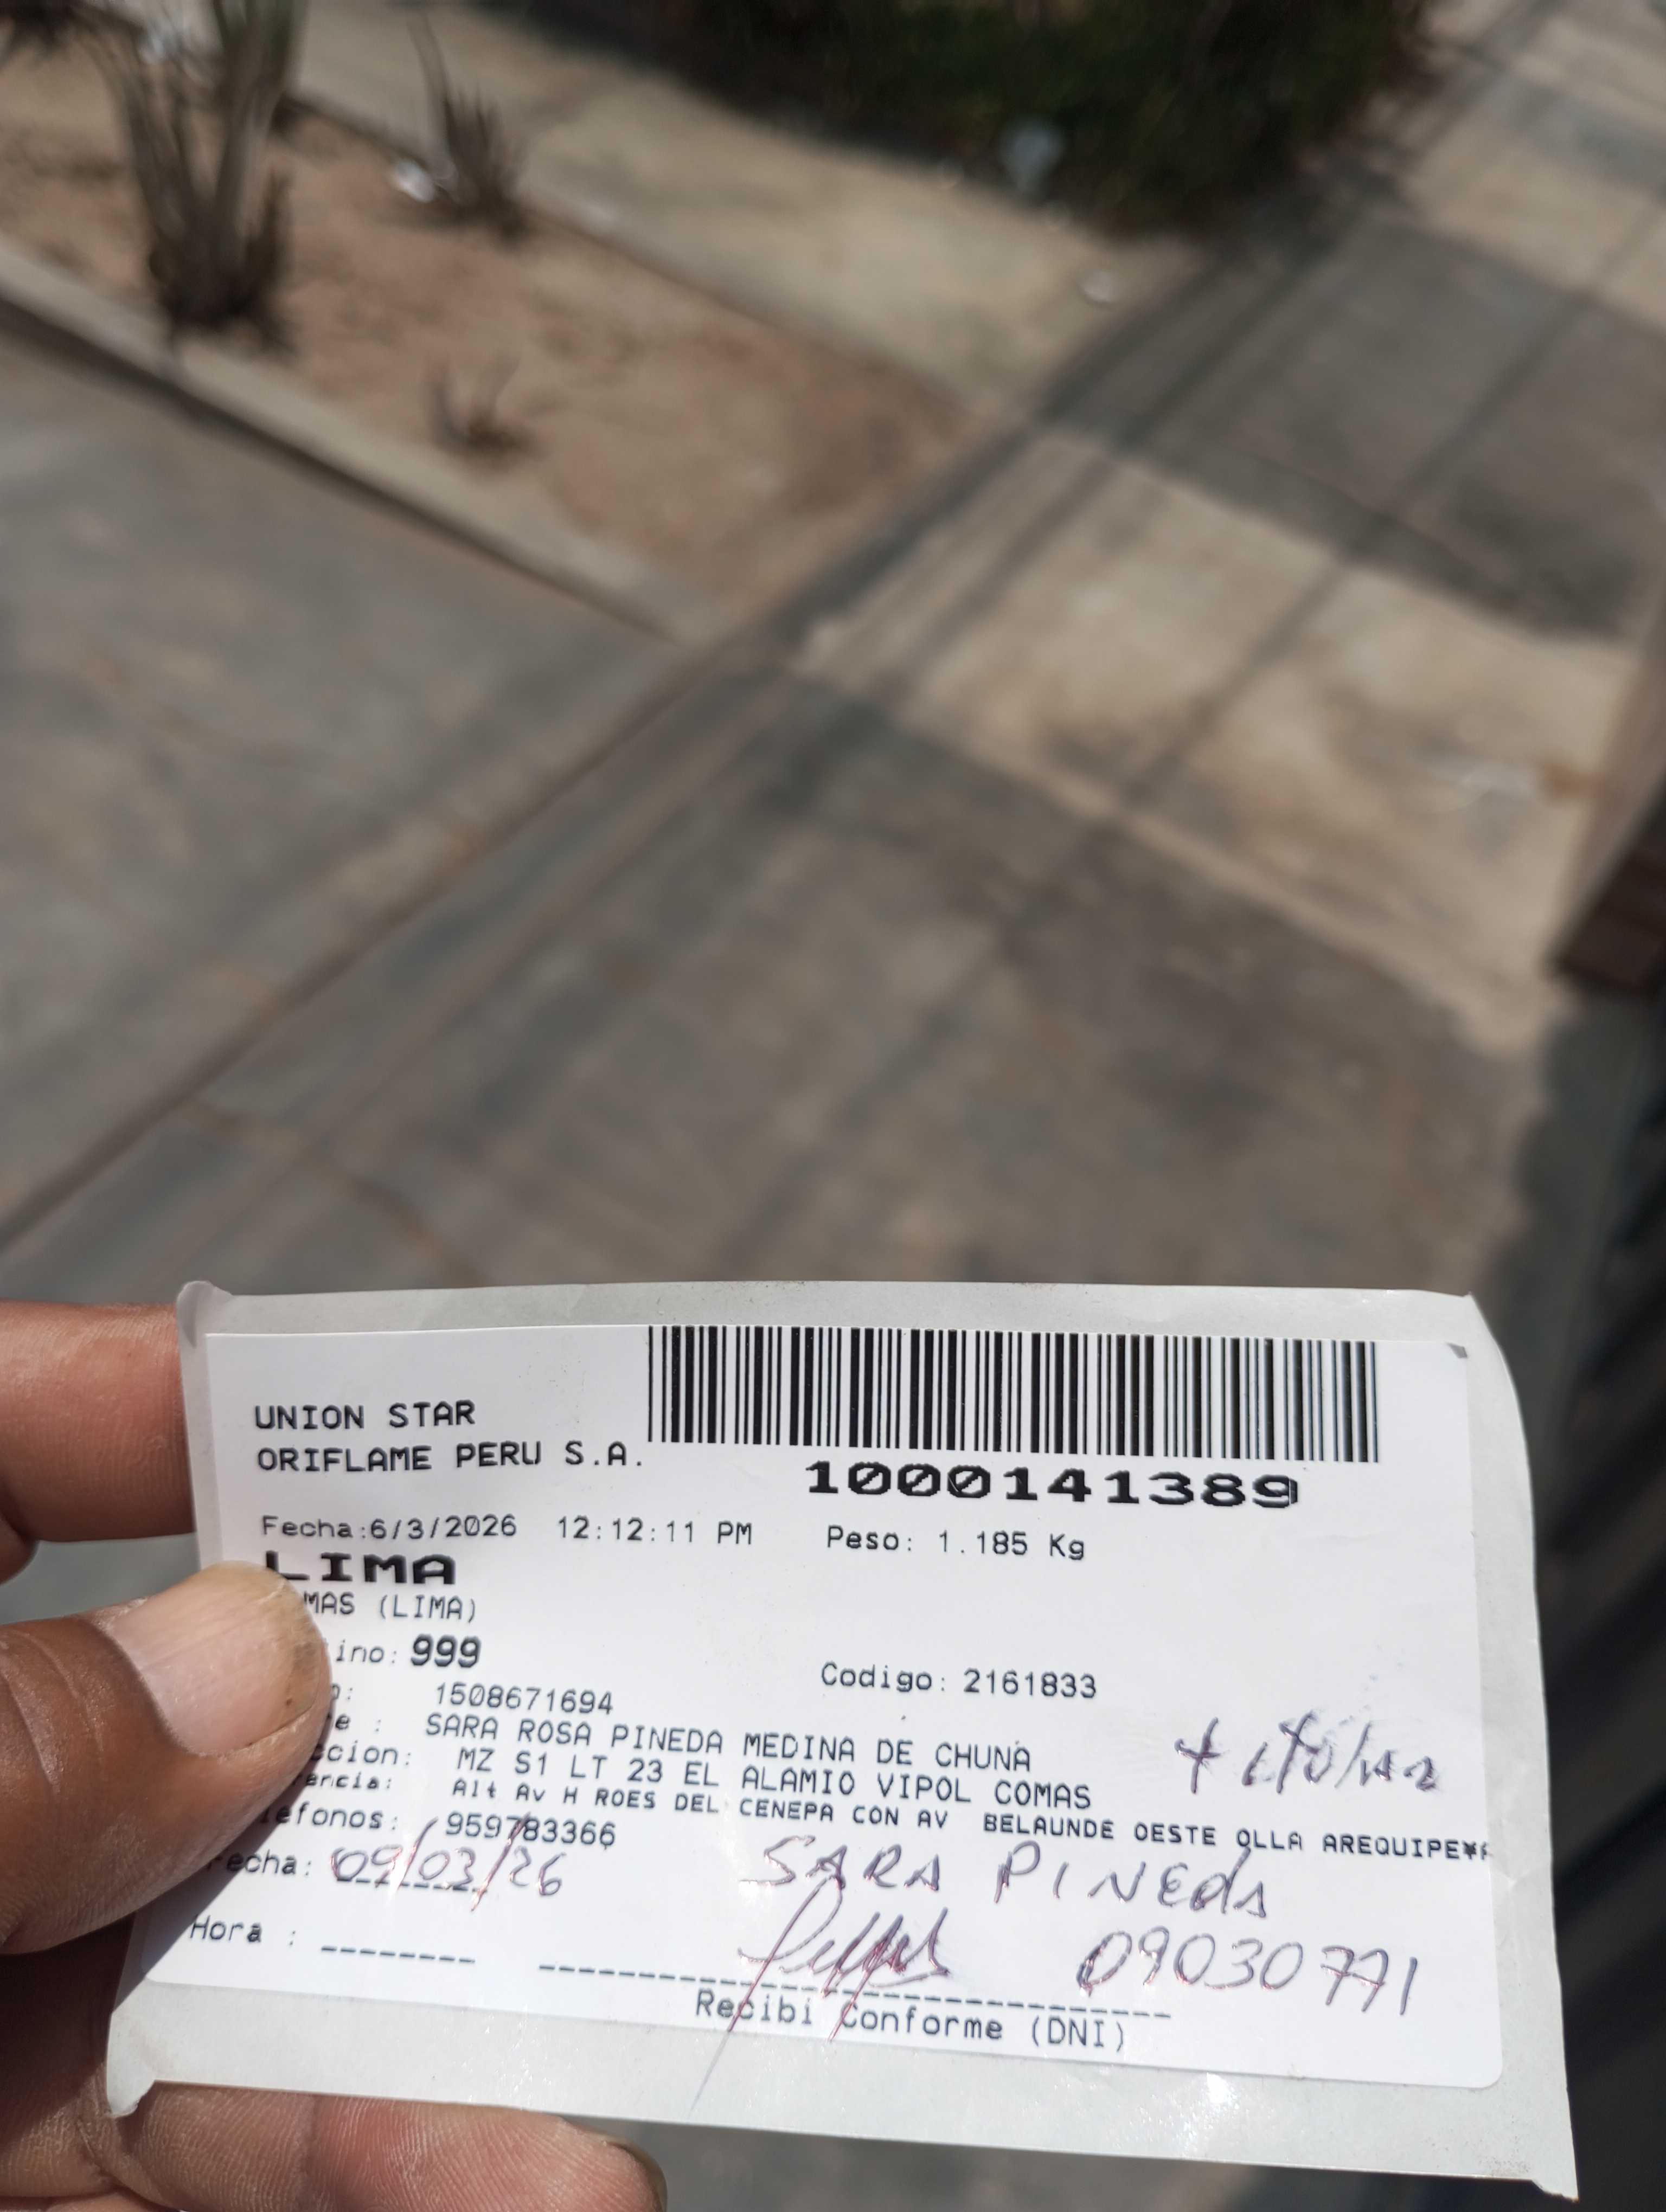 UNION STAR
ORIFLAME PERU S.A.
1000141389
Fecha:6/3/2026 12:12:11 PM Peso: 1.185 Kg
LIMA
MAS (LIMA)
ino: 999
Codigo: 2161833
1508671694
e : SARA ROSA PINEDA MEDINA DE CHUNA
ccion: MZ S1 LT 23 EL ALAMIO VIPOL COMAS
encia: Alt Av H ROES DEL CENEPA CON AV BELAUNDE OESTE OLLA AREQUIPE¥
efonos: 959783366
echa: 09/03/26
SARA PINEDA
Hora :
09030771
Recibi Conforme (DNI)